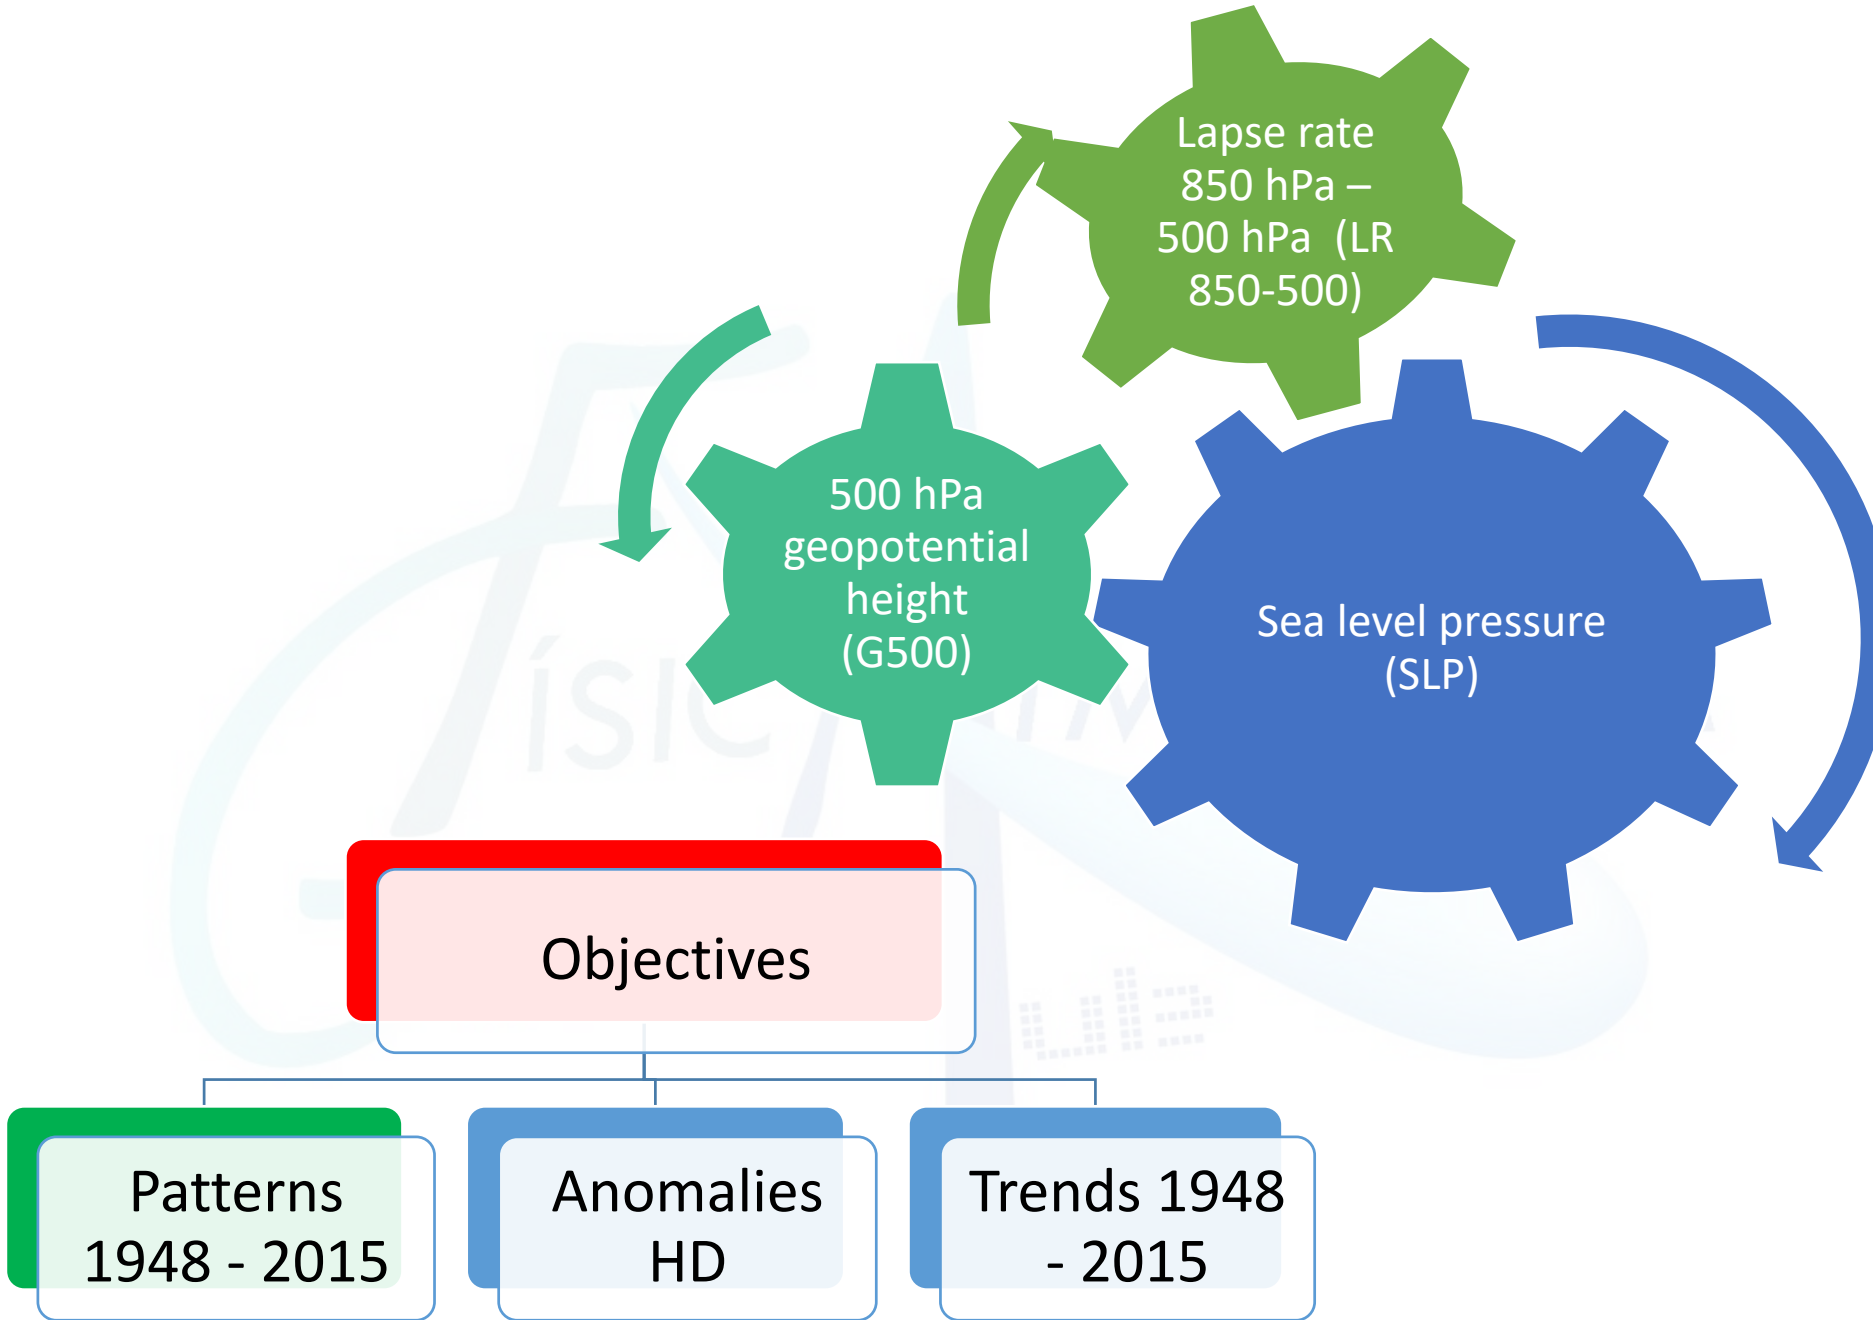 Lapse rate
850 hPa –
500 hPa (LR
850-500)
500 hPa
geopotential
height
(G500)
Sea level pressure
(SLP)
Objectives
Patterns
1948 - 2015
Anomalies
HD
Trends 1948
- 2015